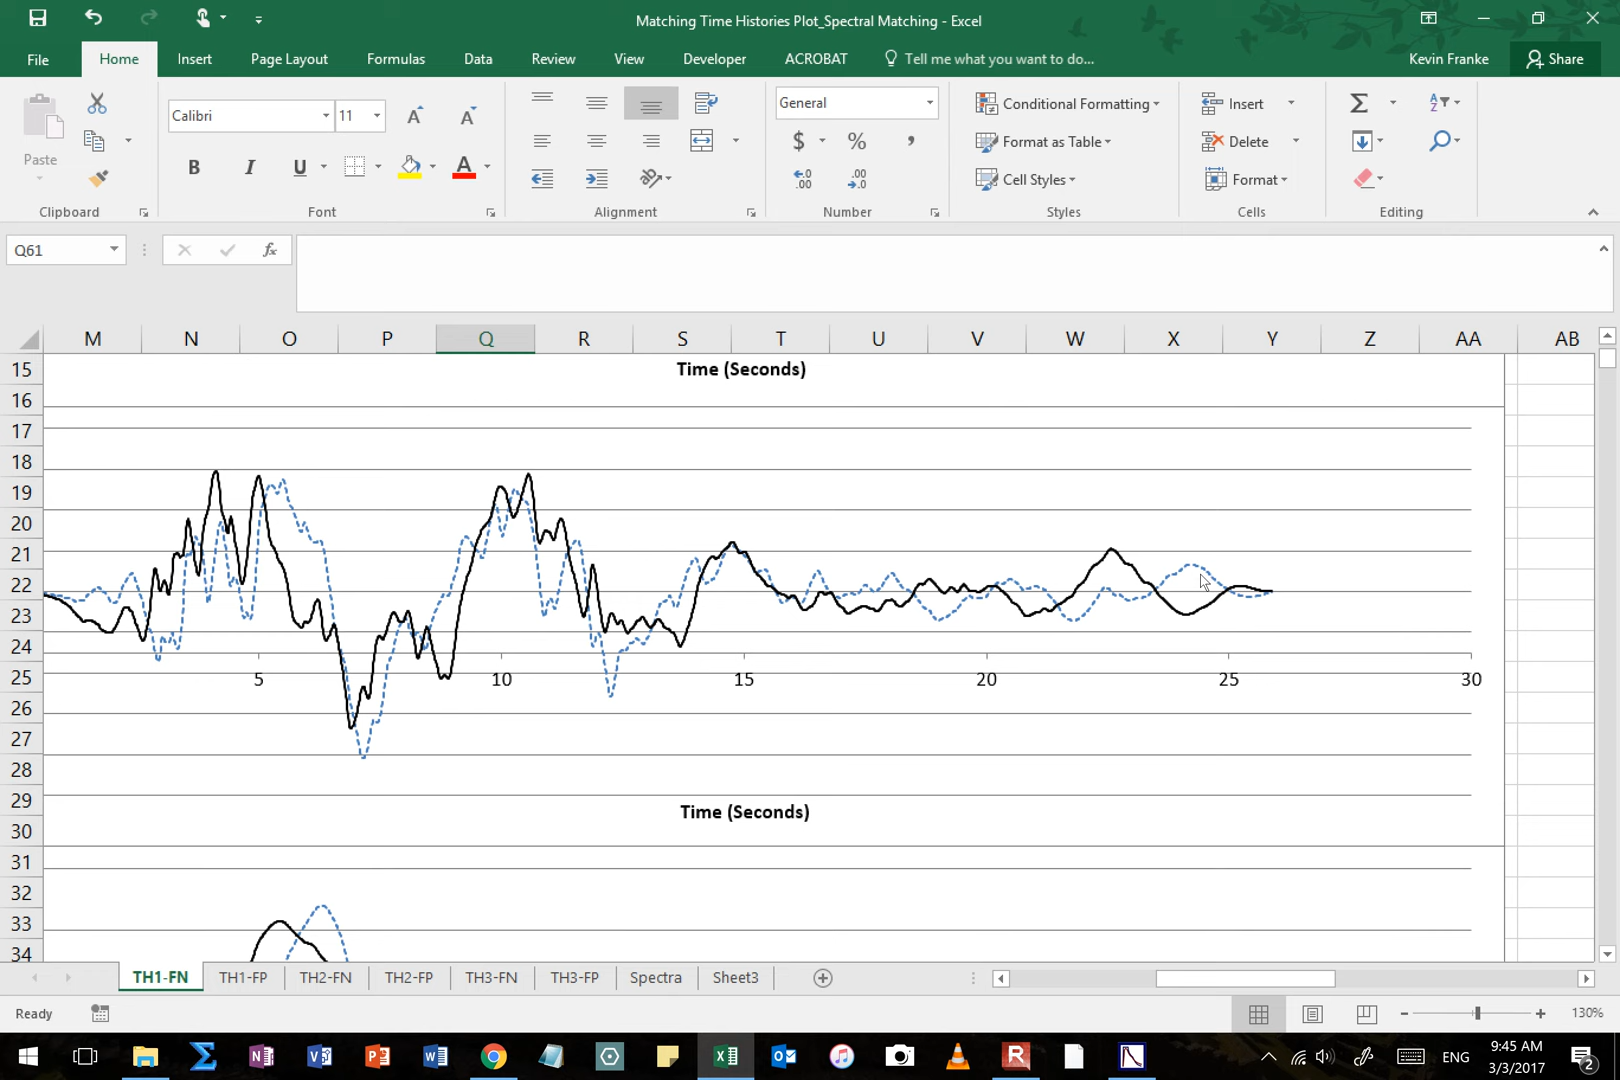 Matching Time Histories Plot_Spectral Matching - Excel
File Home Insert Page Layout Formulas Data Review View Developer ACROBAT Tell me what you want to do... Kevin Franke Share
Paste
Clipboard
Calibri 11 A A
B I U A
Font
Alignment
General
$ % ,
.0 .00
.00 .0
Number
Conditional Formatting
Format as Table
Cell Styles
Styles
Insert
Delete
Format
Cells
Σ A Z
Editing
Q61 fx
M N O P Q R S T U V W X Y Z AA AB
15 Time (Seconds)
16
17
18
19
20
21
22
23
24
25
26
27
28
29
30
31
32
33
34
5 10 15 20 25 30
Time (Seconds)
TH1-FN TH1-FP TH2-FN TH2-FP TH3-FN TH3-FP Spectra Sheet3
Ready 130%
ENG 9:45 AM
3/3/2017
2